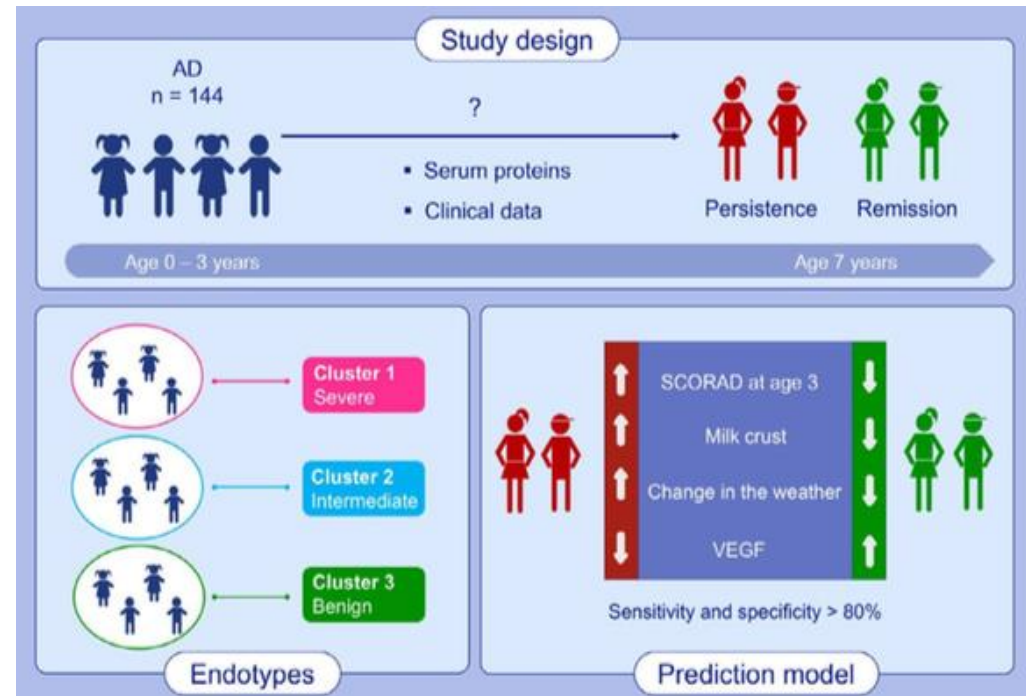 Study design
AD
n = 144
?
▪ Serum proteins
▪ Clinical data
Persistence
Remission
Age 0 – 3 years
Age 7 years
Cluster 1
Severe
Cluster 2
Intermediate
Cluster 3
Benign
Endotypes
SCORAD at age 3
Milk crust
Change in the weather
VEGF
Sensitivity and specificity > 80%
Prediction model